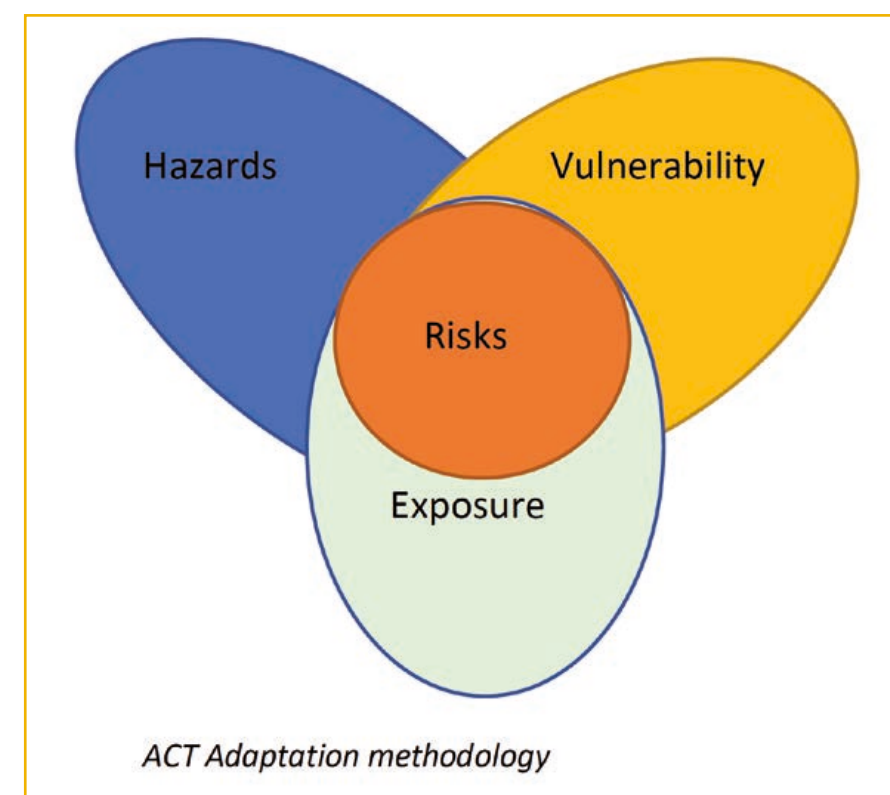 Hazards
Vulnerability
Risks
Exposure
ACT Adaptation methodology